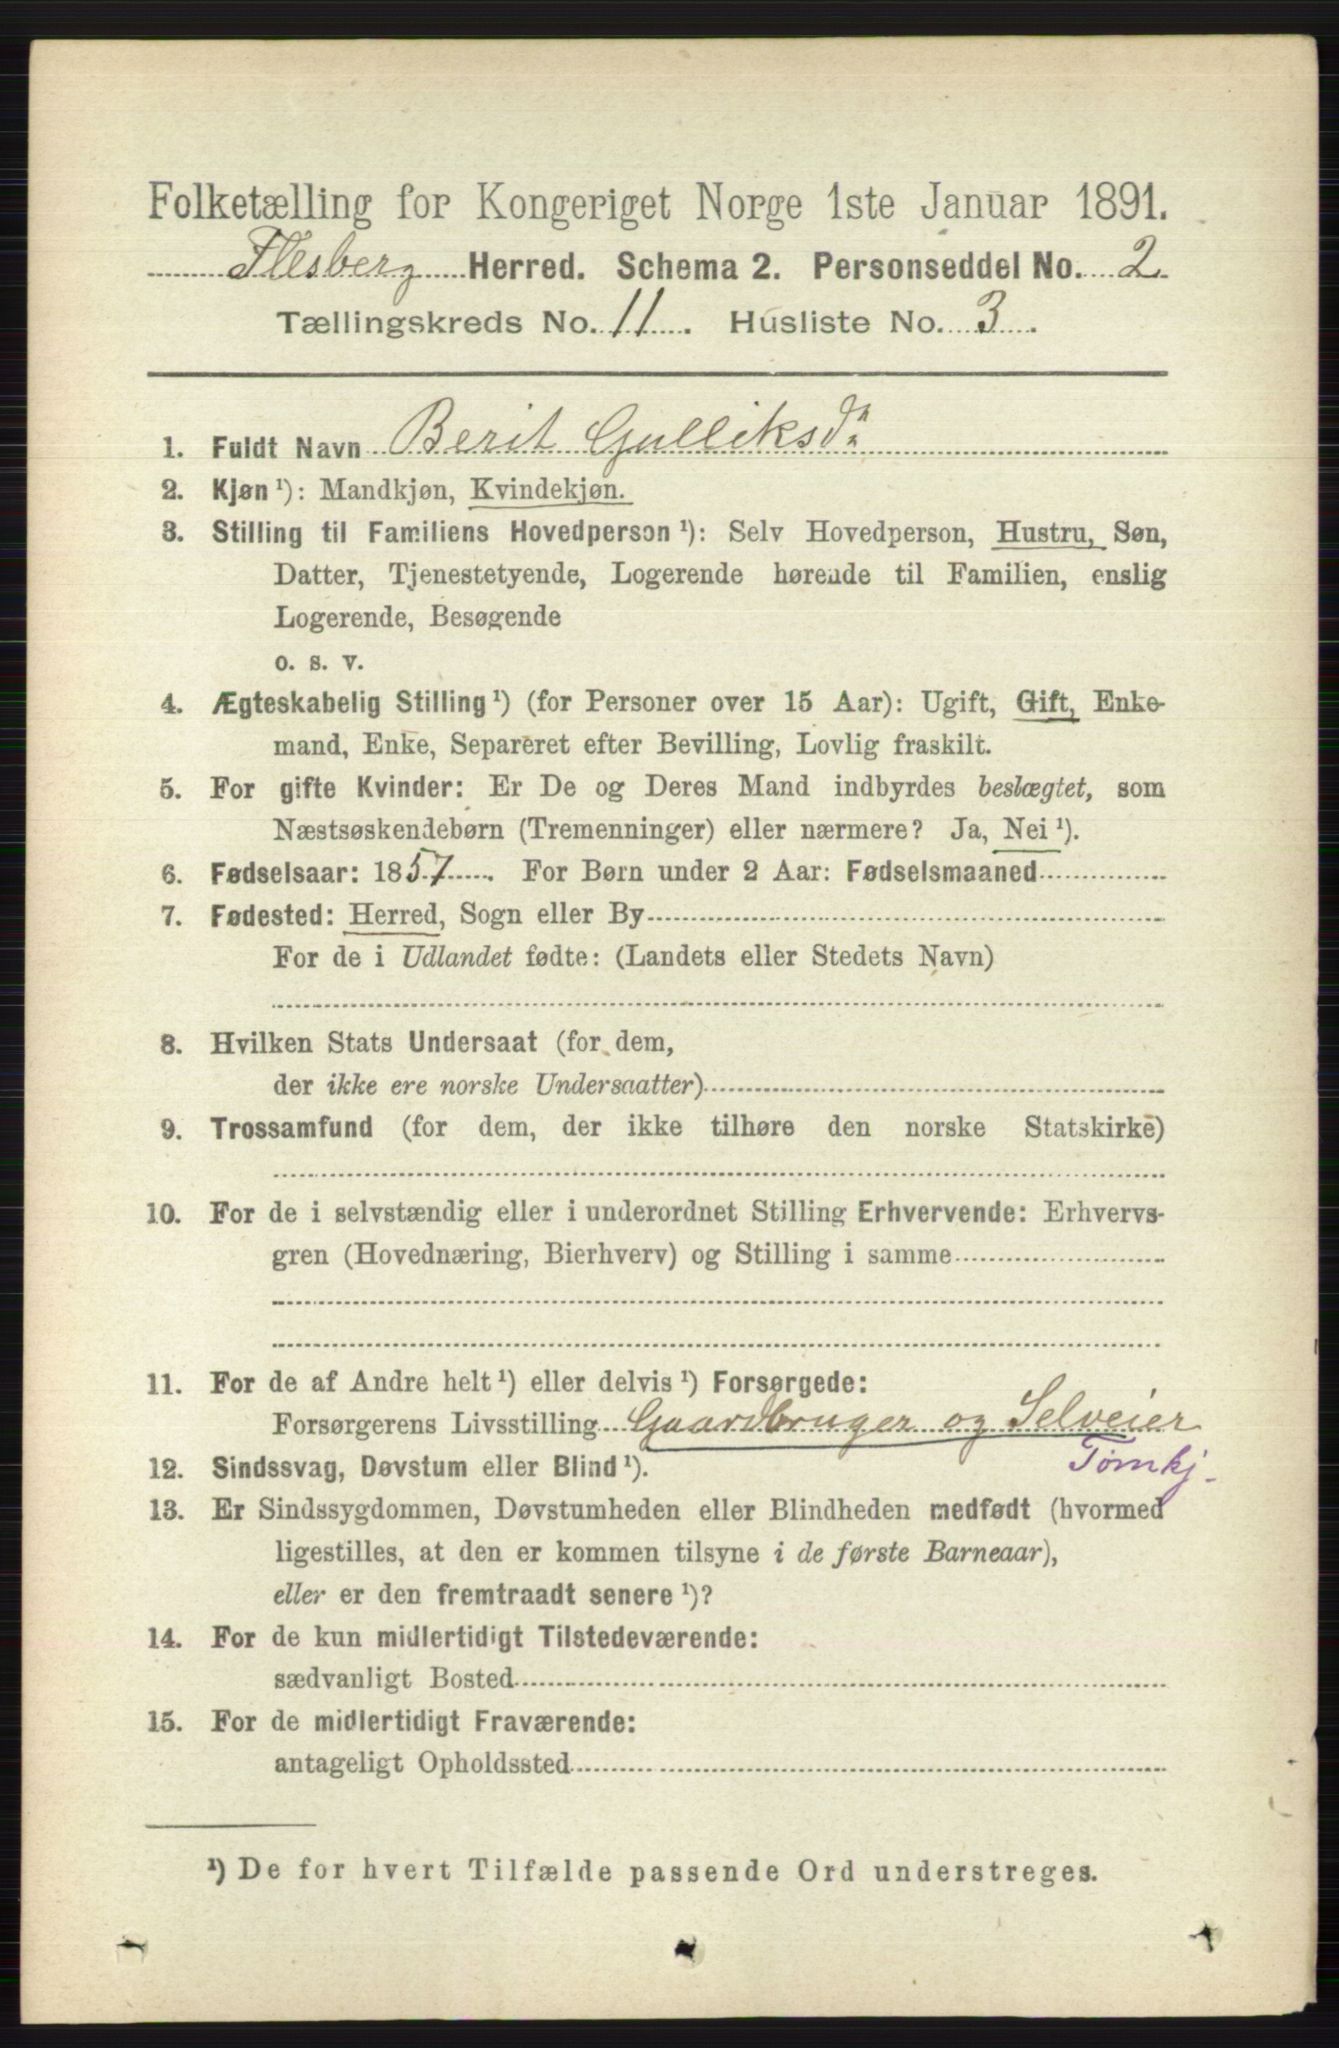 Folketælling for Kongeriget Norge 1ste Januar 1891.
Flesberg Herred. Schema 2. Personseddel No. 2
Tællingskreds No. 11. Husliste No. 3.
1. Fuldt Navn Berit Gulliksdn
2. Kjøn ¹): Mandkjøn, Kvindekjøn.
3. Stilling til Familiens Hovedperson ¹): Selv Hovedperson, Hustru, Søn,
Datter, Tjenestetyende, Logerende hørende til Familien, enslig
Logerende, Besøgende
o. s. v.
4. Ægteskabelig Stilling ¹) (for Personer over 15 Aar): Ugift, Gift, Enke-
mand, Enke, Separeret efter Bevilling, Lovlig fraskilt.
5. For gifte Kvinder: Er De og Deres Mand indbyrdes beslægtet, som
Næstsøskendebørn (Tremenninger) eller nærmere? Ja, Nei ¹).
6. Fødselsaar: 1857. For Børn under 2 Aar: Fødselsmaaned
7. Fødested: Herred, Sogn eller By
For de i Udlandet fødte: (Landets eller Stedets Navn)
8. Hvilken Stats Undersaat (for dem,
der ikke ere norske Undersaatter)
9. Trossamfund (for dem, der ikke tilhøre den norske Statskirke)
10. For de i selvstændig eller i underordnet Stilling Erhvervende: Erhvervs-
gren (Hovednæring, Bierhverv) og Stilling i samme
11. For de af Andre helt ¹) eller delvis ¹) Forsørgede:
Forsørgerens Livsstilling Gaardbruger og Selveier
Tømkj.
12. Sindssvag, Døvstum eller Blind ¹).
13. Er Sindssygdommen, Døvstumheden eller Blindheden medfødt (hvormed
ligestilles, at den er kommen tilsyne i de første Barneaar),
eller er den fremtraadt senere ¹)?
14. For de kun midlertidigt Tilstedeværende:
sædvanligt Bosted
15. For de midlertidigt Fraværende:
antageligt Opholdssted
¹) De for hvert Tilfælde passende Ord understreges.